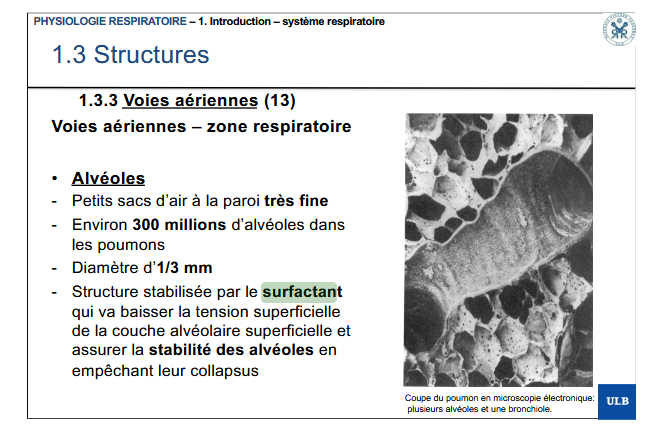 PHYSIOLOGIE RESPIRATOIRE – 1. Introduction – système respiratoire
1.3 Structures
1.3.3 Voies aériennes (13)
Voies aériennes – zone respiratoire
• Alvéoles
- Petits sacs d'air à la paroi très fine
- Environ 300 millions d'alvéoles dans
les poumons
- Diamètre d'1/3 mm
- Structure stabilisée par le surfactant
qui va baisser la tension superficielle
de la couche alvéolaire superficielle et
assurer la stabilité des alvéoles en
empêchant leur collapsus
Coupe du poumon en microscopie électronique:
plusieurs alvéoles et une bronchiole.
ULB